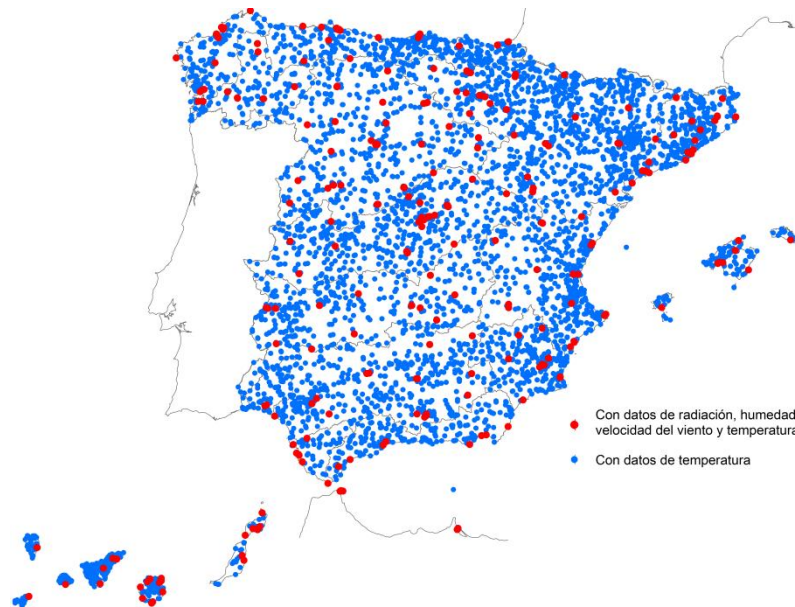 Con datos de radiación, humedad
velocidad del viento y temperatura
Con datos de temperatura